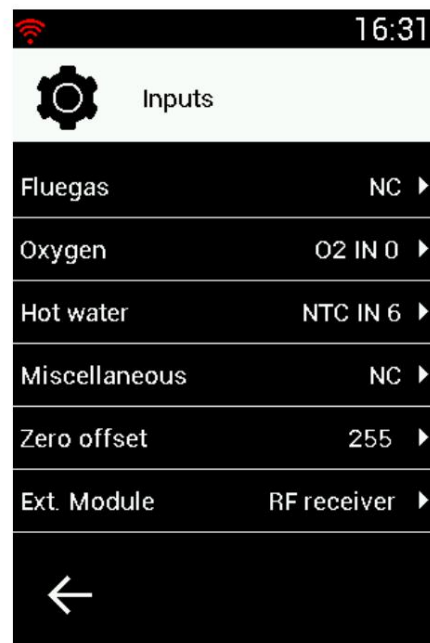 16:31
Inputs
Fluegas NC
Oxygen O2 IN 0
Hot water NTC IN 6
Miscellaneous NC
Zero offset 255
Ext. Module RF receiver